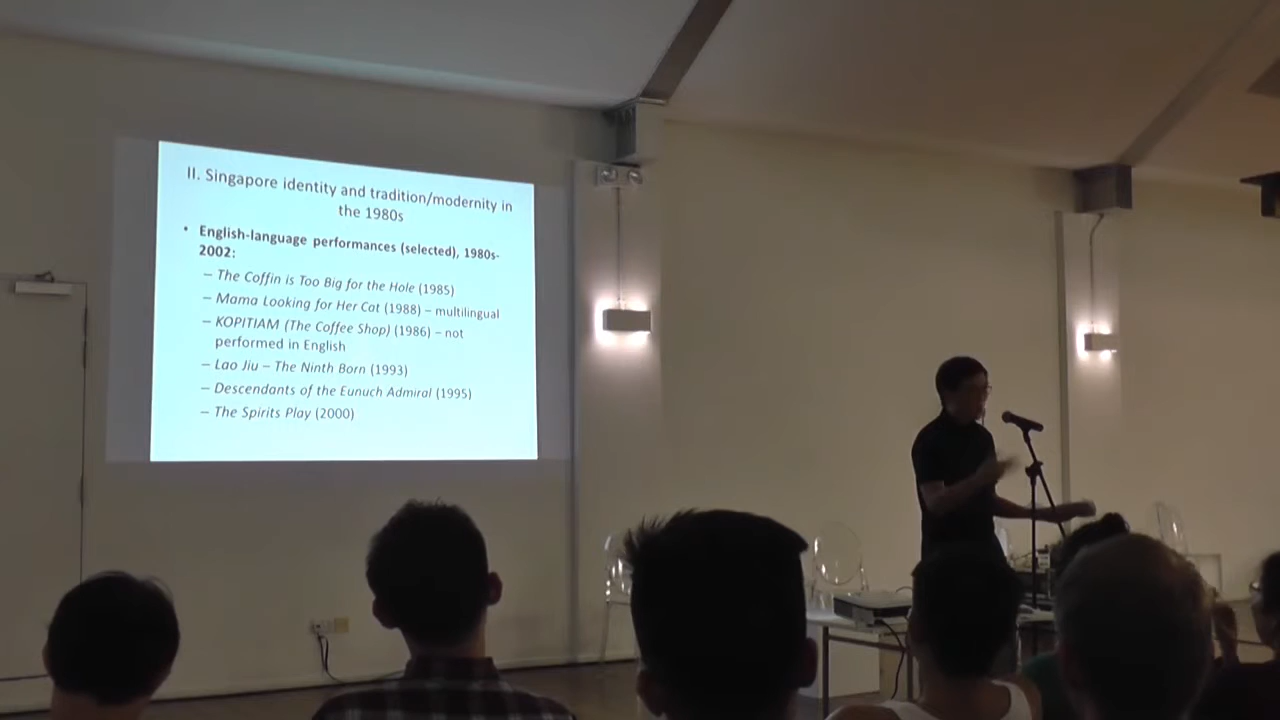 II. Singapore identity and tradition/modernity in
the 1980s
• English-language performances (selected), 1980s-
2002:
– The Coffin is Too Big for the Hole (1985)
– Mama Looking for Her Cat (1988) – multilingual
– KOPITIAM (The Coffee Shop) (1986) – not
performed in English
– Lao Jiu – The Ninth Born (1993)
– Descendants of the Eunuch Admiral (1995)
– The Spirits Play (2000)